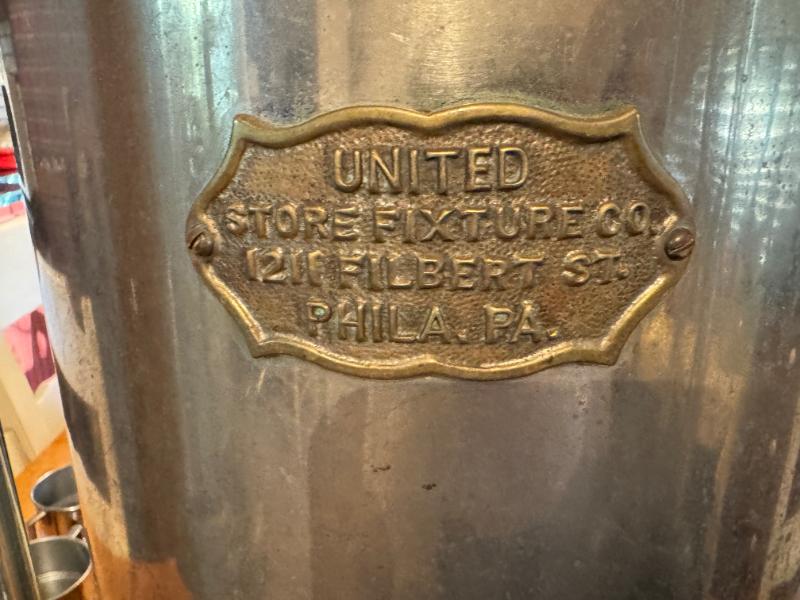 UNITED
STORE FIXTURE CO.
1211 FILBERT ST.
PHILA. PA.